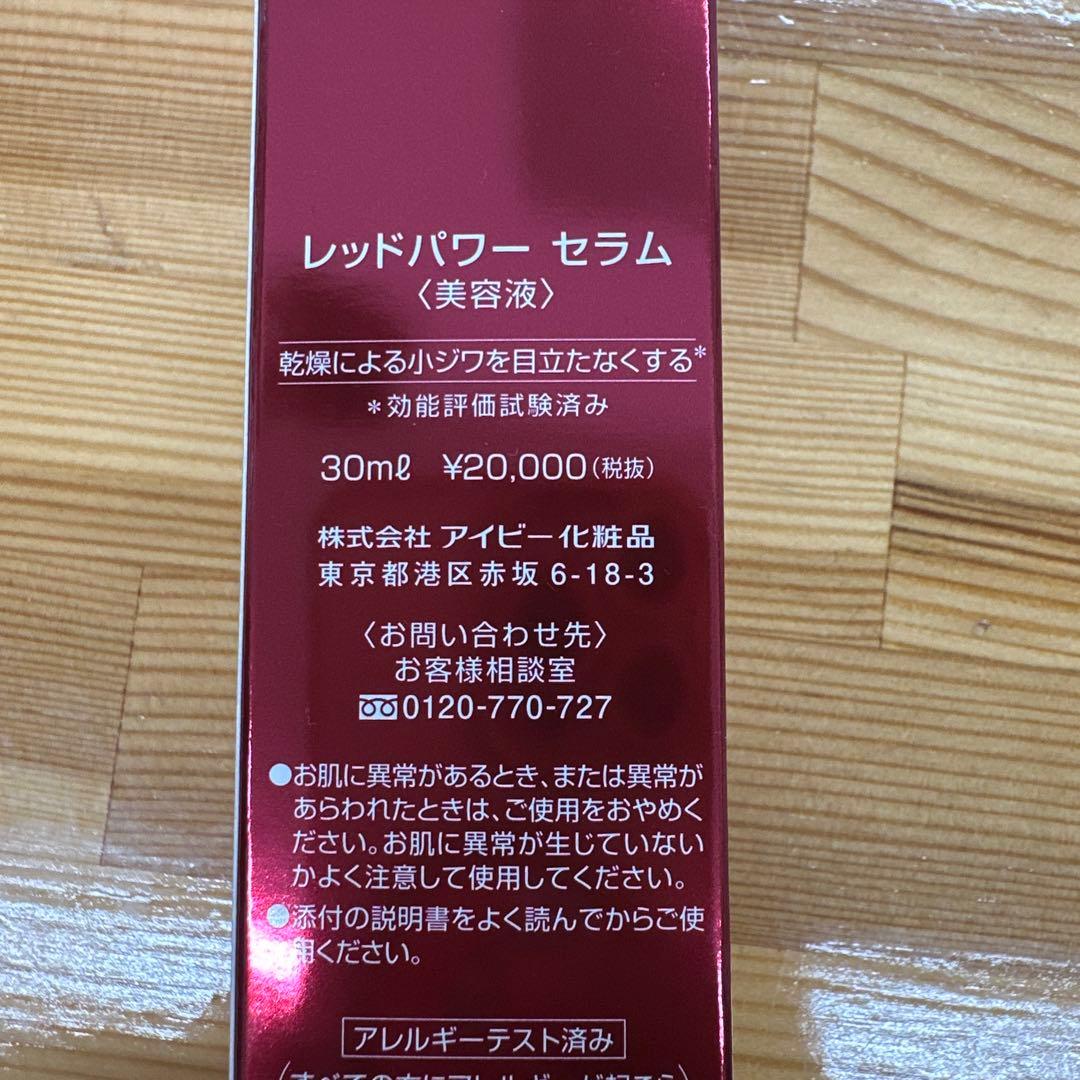 レッドパワー セラム
〈美容液〉
乾燥による小ジワを目立たなくする*
*効能評価試験済み
30mℓ ¥20,000(税抜)
株式会社 アイビー化粧品
東京都港区赤坂 6-18-3
〈お問い合わせ先〉
お客様相談室
0120-770-727
●お肌に異常があるとき、または異常が
あらわれたときは、ご使用をおやめく
ださい。お肌に異常が生じていない
かよく注意して使用してください。
●添付の説明書をよく読んでからご使
用ください。
アレルギーテスト済み